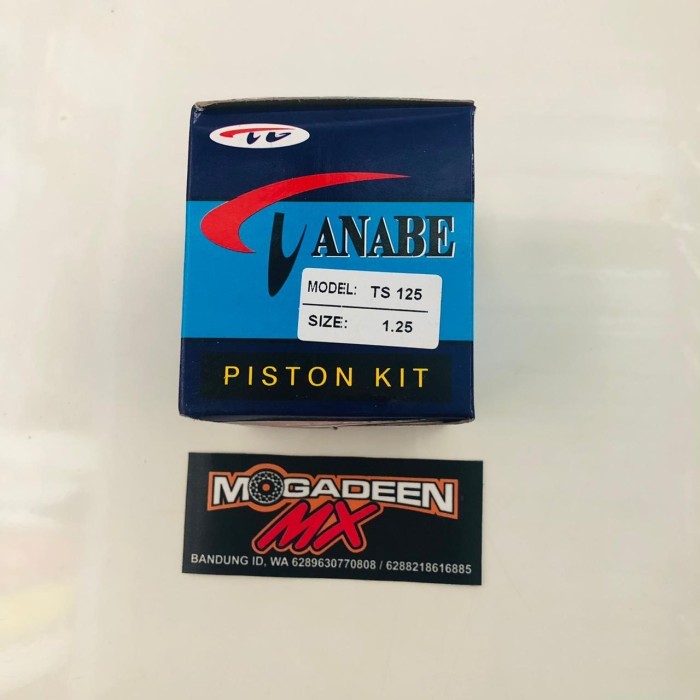 TANABE
MODEL: TS 125
SIZE: 1.25
PISTON KIT
MOGADEEN
MX
BANDUNG ID, WA 6289630770808 / 6288218616885